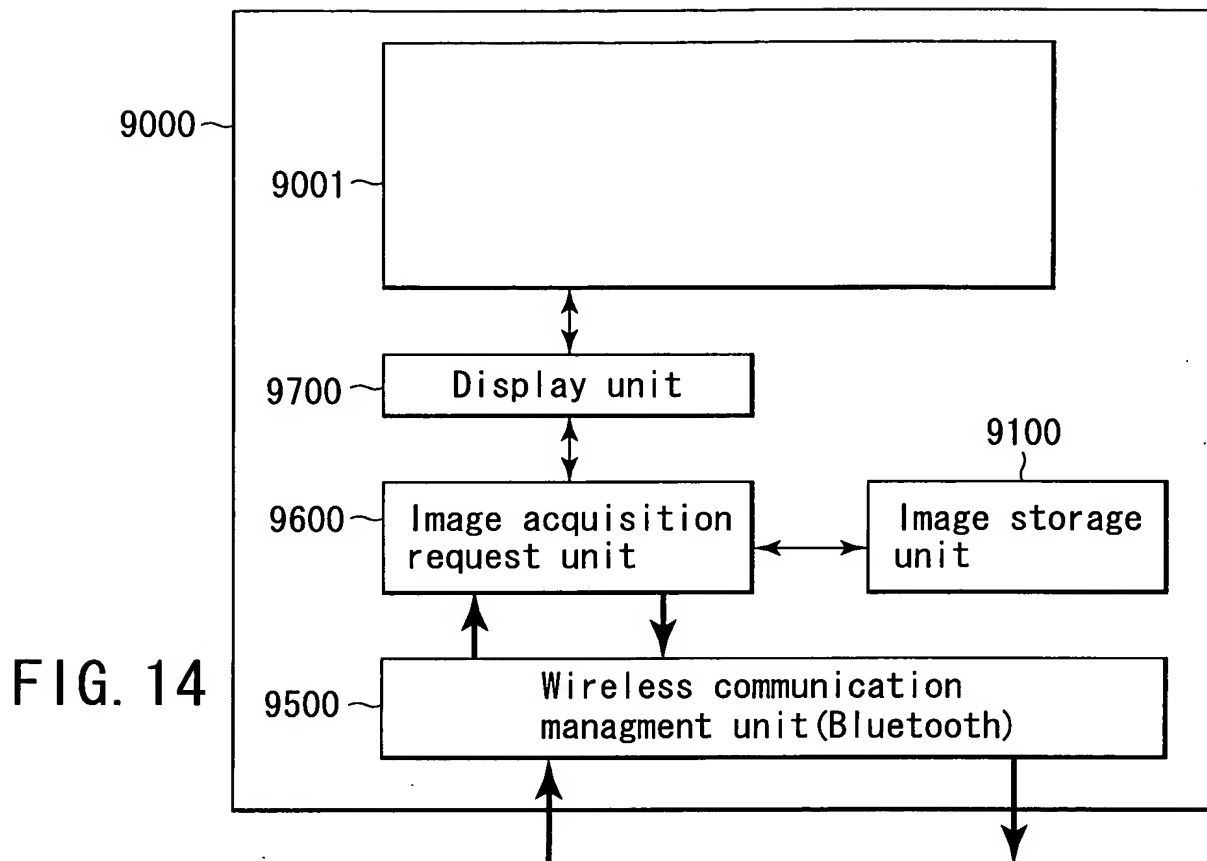 9000
9001
9700
Display unit
9100
9600
Image acquisition
request unit
Image storage
unit
FIG. 14
9500
Wireless communication
managment unit(Bluetooth)